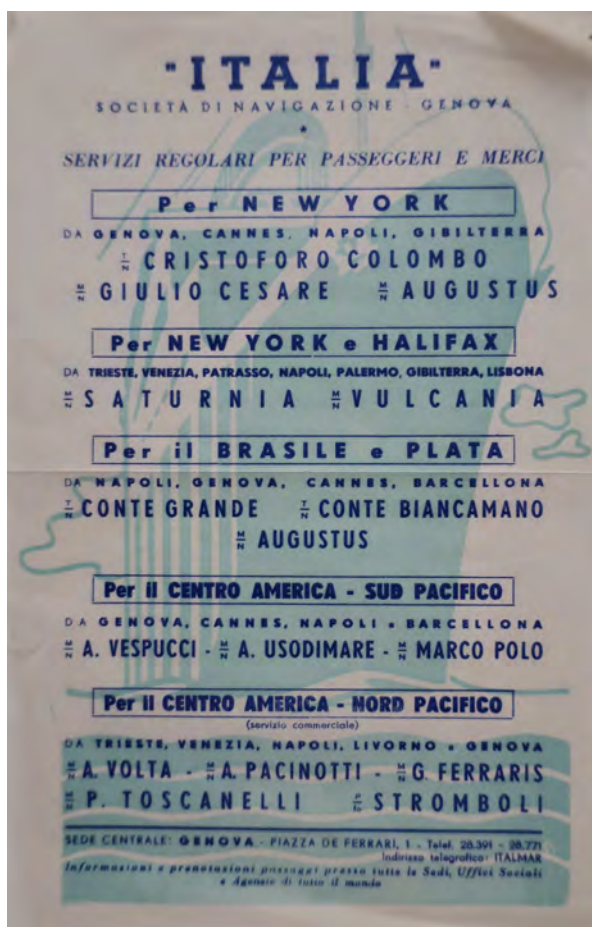 "ITALIA"
SOCIETÀ DI NAVIGAZIONE - GENOVA
*
SERVIZI REGOLARI PER PASSEGGERI E MERCI
Per NEW YORK
DA GENOVA, CANNES, NAPOLI, GIBILTERRA
T/N CRISTOFORO COLOMBO
M/N GIULIO CESARE M/N AUGUSTUS
Per NEW YORK e HALIFAX
DA TRIESTE, VENEZIA, PATRASSO, NAPOLI, PALERMO, GIBILTERRA, LISBONA
M/N SATURNIA M/N VULCANIA
Per il BRASILE e PLATA
DA NAPOLI, GENOVA, CANNES, BARCELLONA
T/N CONTE GRANDE T/N CONTE BIANCAMANO
M/N AUGUSTUS
Per il CENTRO AMERICA - SUD PACIFICO
DA GENOVA, CANNES, NAPOLI e BARCELLONA
M/N A. VESPUCCI - M/N A. USODIMARE - M/N MARCO POLO
Per il CENTRO AMERICA - NORD PACIFICO
(servizio commerciale)
DA TRIESTE, VENEZIA, NAPOLI, LIVORNO e GENOVA
M/N A. VOLTA - M/N A. PACINOTTI - M/N G. FERRARIS
M/N P. TOSCANELLI P/N STROMBOLI
SEDE CENTRALE: GENOVA - PIAZZA DE FERRARI, 1 - Telef. 28.391 - 28.771
Indirizzo telegrafico: ITALMAR
Informazioni e prenotazioni passaggi presso tutte le Sedi, Uffici Sociali
e Agenzie di tutto il mondo